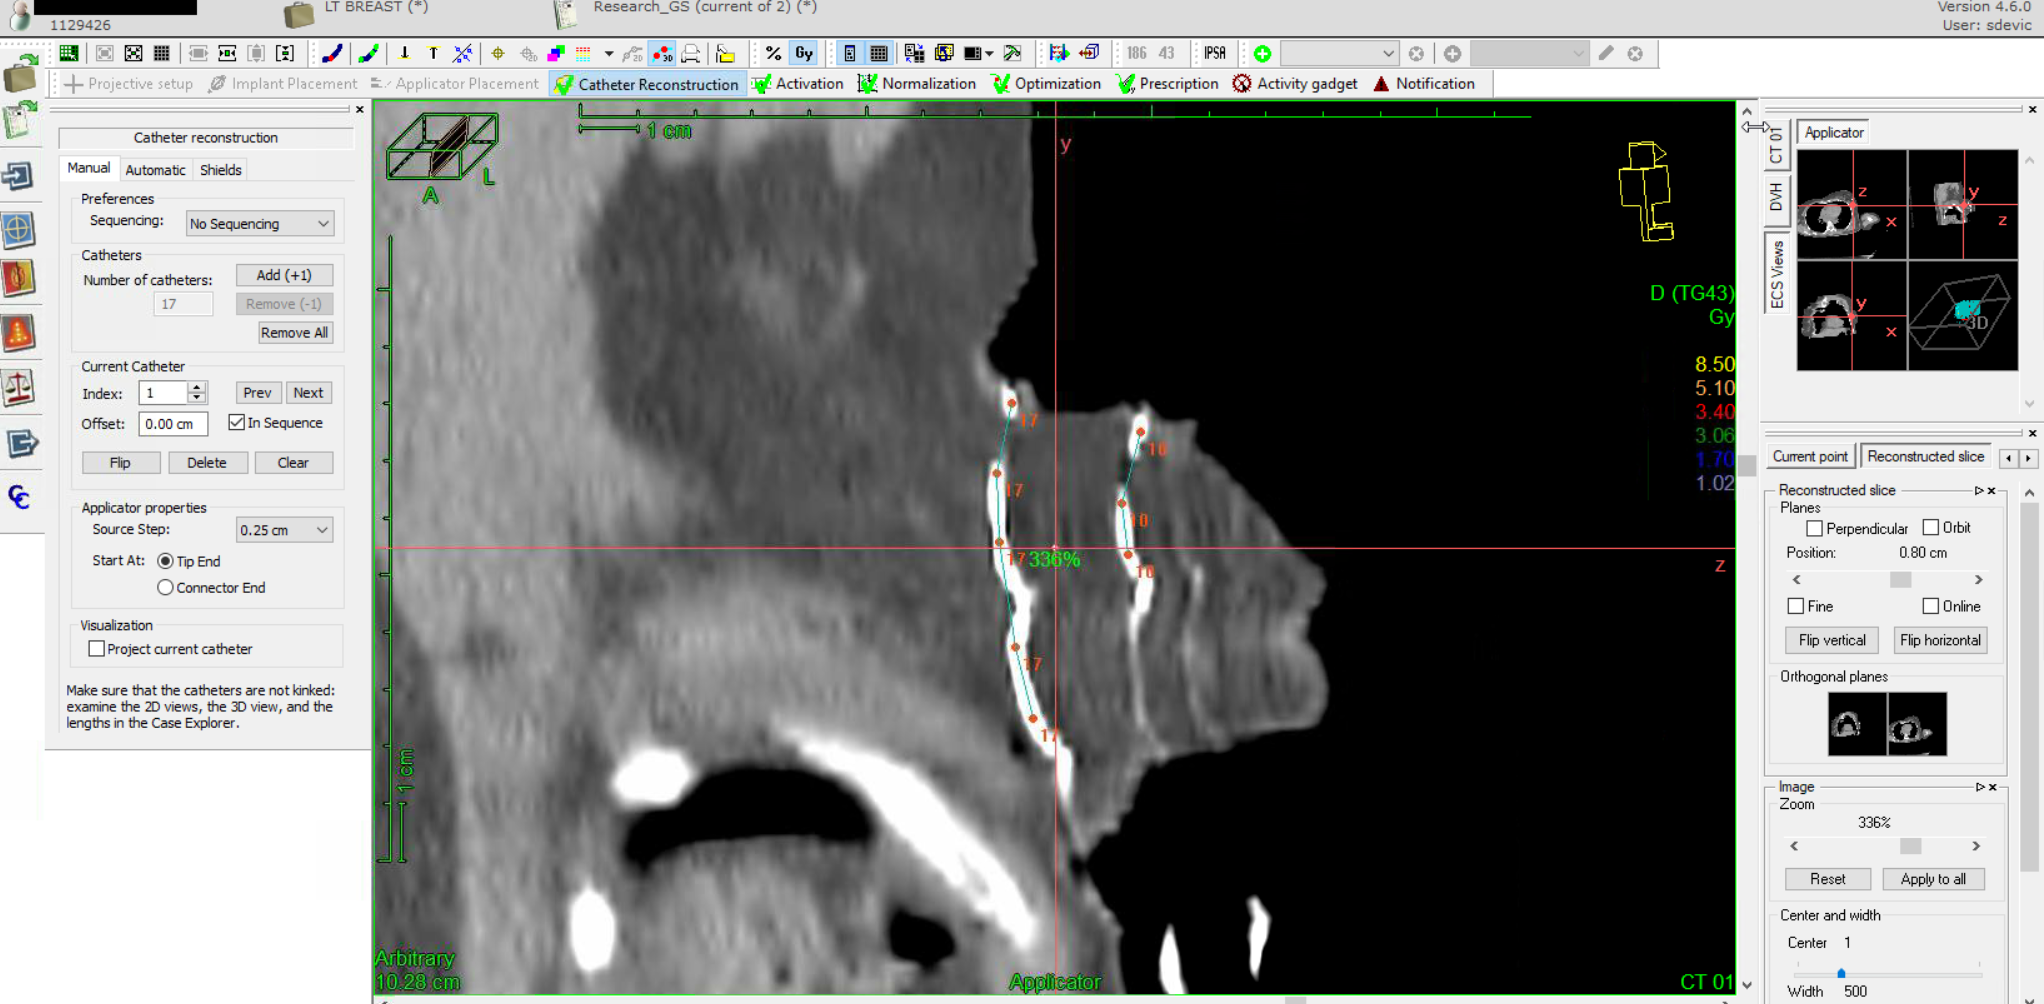 LT BREAST (*)
Research_GS (current of 2) (*)
Version 4.6.0
1129426
User: sdevic
% Gy 186 43 IPSA
Projective setup
Implant Placement
Applicator Placement
Catheter Reconstruction
Activation
Normalization
Optimization
Prescription
Activity gadget
Notification
Catheter reconstruction
Manual
Automatic
Shields
Preferences
Sequencing: No Sequencing
Catheters
Number of catheters: Add (+1)
17 Remove (-1)
Remove All
Current Catheter
Index: 1 Prev Next
Offset: 0.00 cm In Sequence
Flip Delete Clear
Applicator properties
Source Step: 0.25 cm
Start At: Tip End
Connector End
Visualization
Project current catheter
Make sure that the catheters are not kinked:
examine the 2D views, the 3D view, and the
lengths in the Case Explorer.
1 cm
A
L
y
D (TG43)
Gy
8.50
5.10
3.40
3.06
1.70
1.02
17
10
17
10
17
336%
10
z
17
17
1 cm
Arbitrary
10.28 cm
Applicator
CT 01
CT 01
DVH
ECS Views
Applicator
z
x
y
z
y
x
3D
Current point
Reconstructed slice
Reconstructed slice
Planes
Perpendicular Orbit
Position: 0.80 cm
Fine Online
Flip vertical Flip horizontal
Orthogonal planes
Image
Zoom
336%
Reset Apply to all
Center and width
Center 1
Width 500